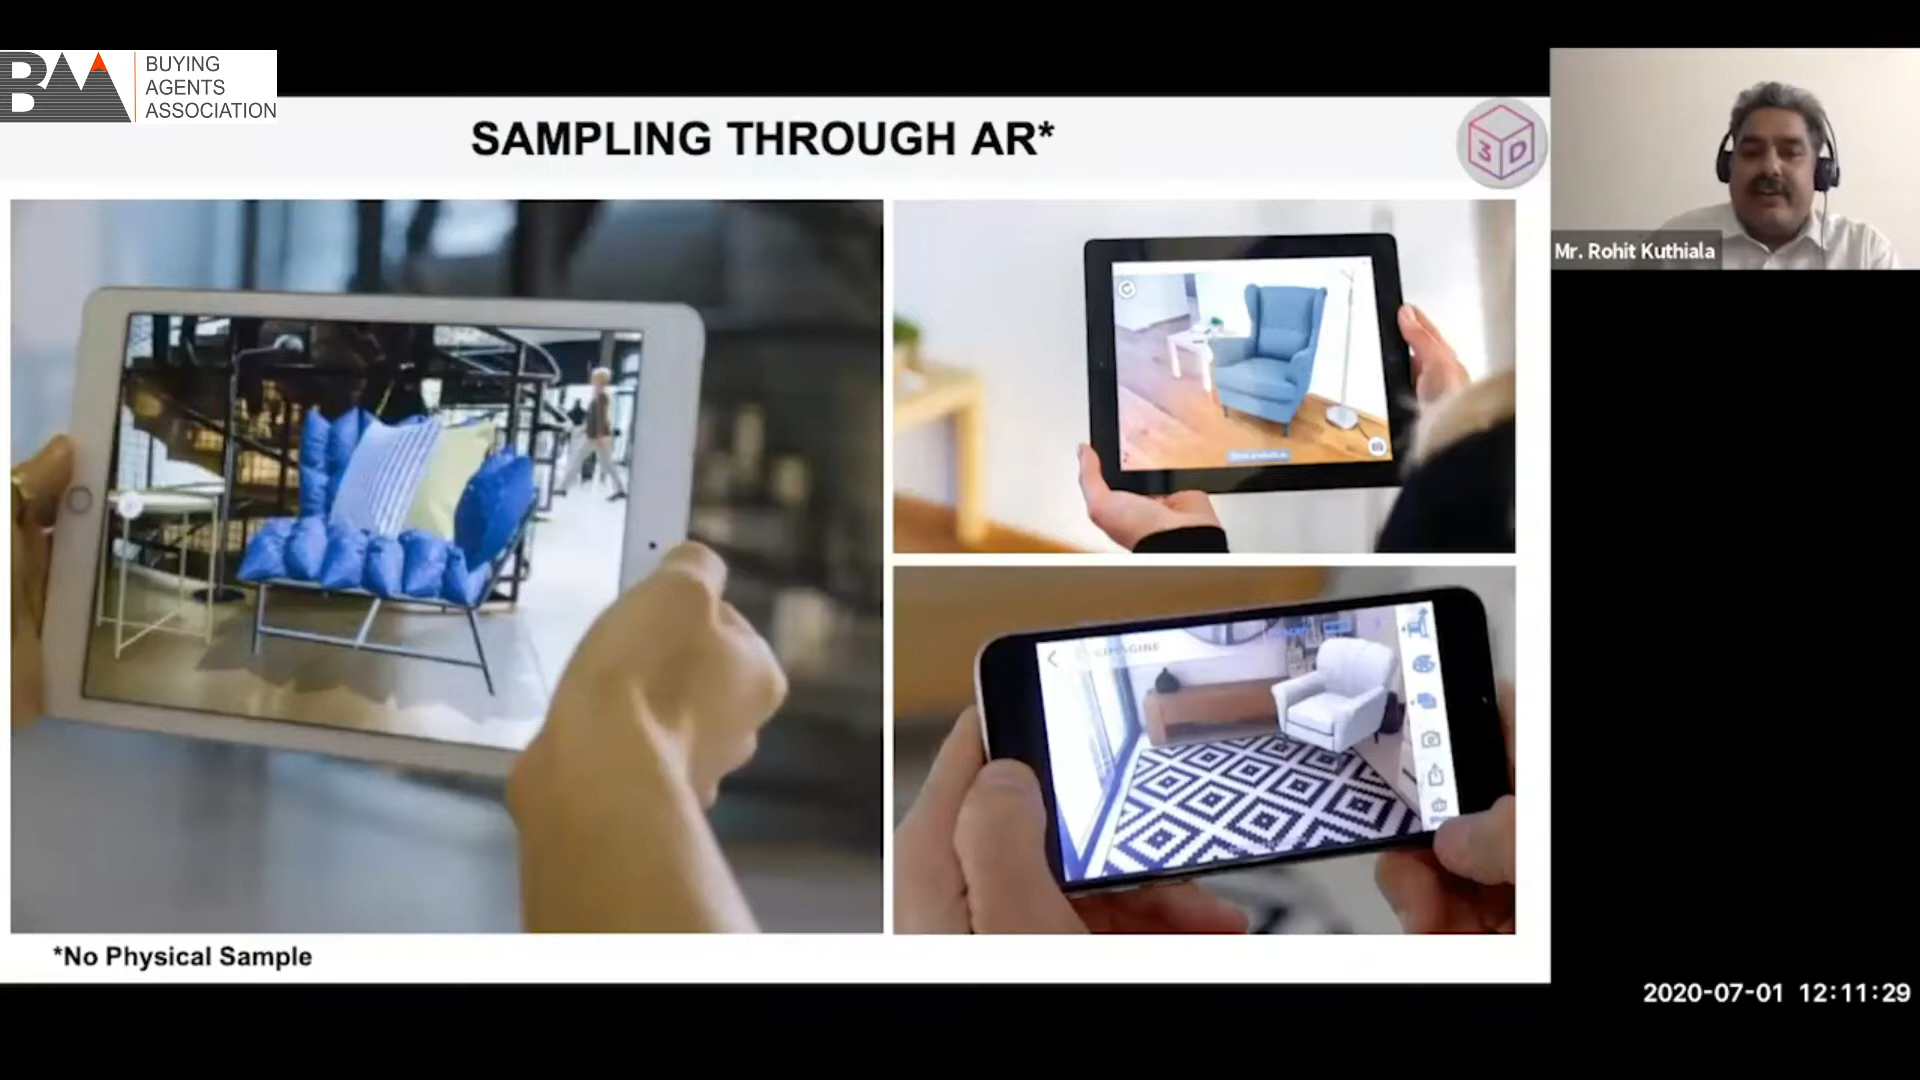 BAA
BUYING
AGENTS
ASSOCIATION
SAMPLING THROUGH AR*
3D
Mr. Rohit Kuthiala
*No Physical Sample
2020-07-01 12:11:29